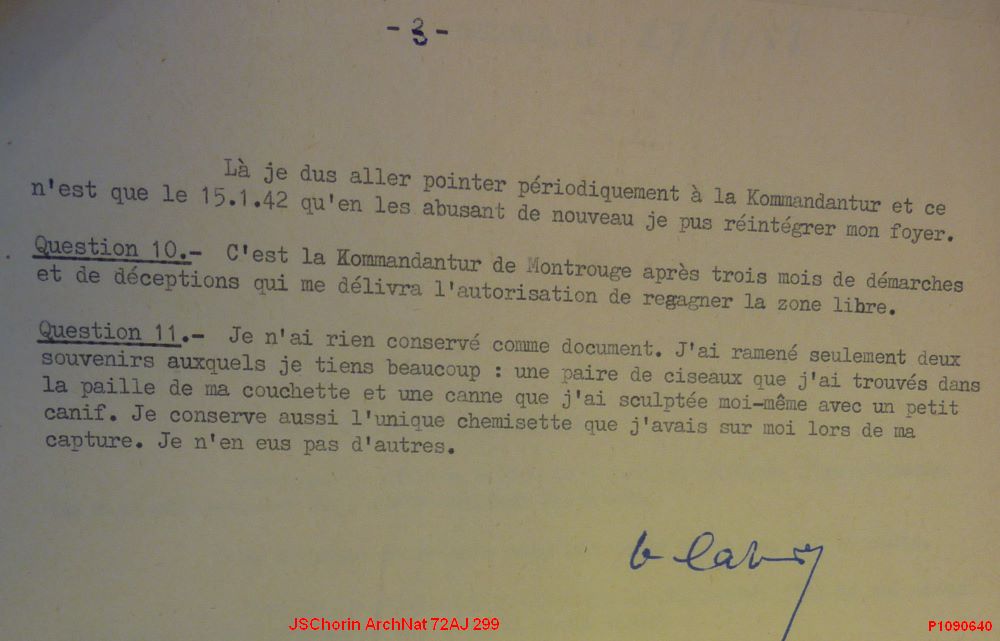 - 3 -
Là je dus aller pointer périodiquement à la Kommandantur et ce
n'est que le 15.1.42 qu'en les abusant de nouveau je pus réintégrer mon foyer.
Question 10.- C'est la Kommandantur de Montrouge après trois mois de démarches
et de déceptions qui me délivra l'autorisation de regagner la zone libre.
Question 11.- Je n'ai rien conservé comme document. J'ai ramené seulement deux
souvenirs auxquels je tiens beaucoup : une paire de ciseaux que j'ai trouvés dans
la paille de ma couchette et une canne que j'ai sculptée moi-même avec un petit
canif. Je conserve aussi l'unique chemisette que j'avais sur moi lors de ma
capture. Je n'en eus pas d'autres.
JSChorin ArchNat 72AJ 299
P1090640